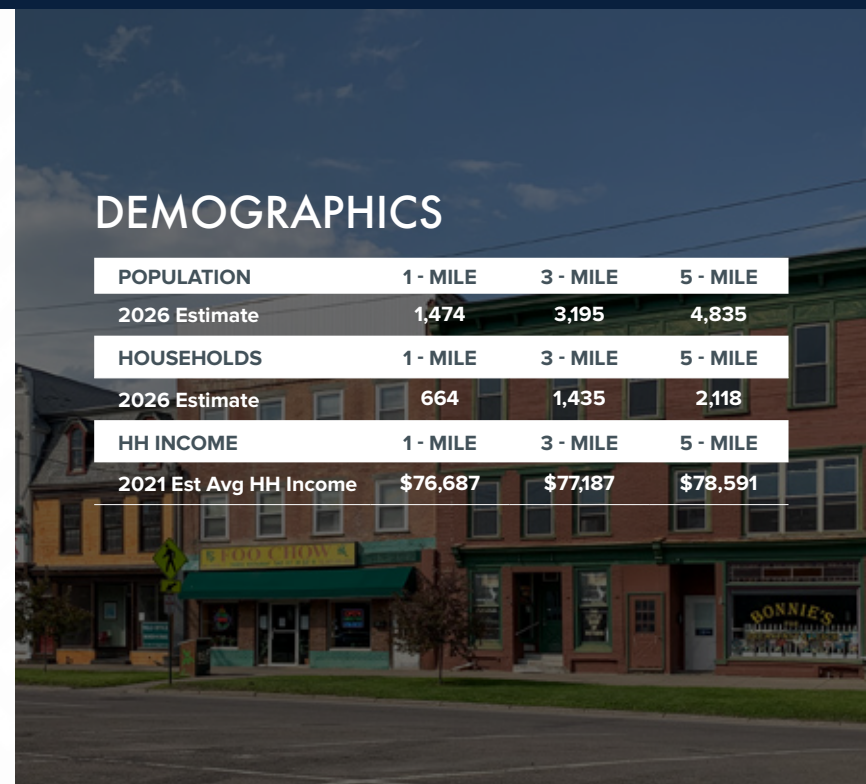 DEMOGRAPHICS
POPULATION 1 - MILE 3 - MILE 5 - MILE
2026 Estimate 1,474 3,195 4,835
HOUSEHOLDS 1 - MILE 3 - MILE 5 - MILE
2026 Estimate 664 1,435 2,118
HH INCOME 1 - MILE 3 - MILE 5 - MILE
2021 Est Avg HH Income $76,687 $77,187 $78,591
FOO CHOW
OPEN
BONNIE'S